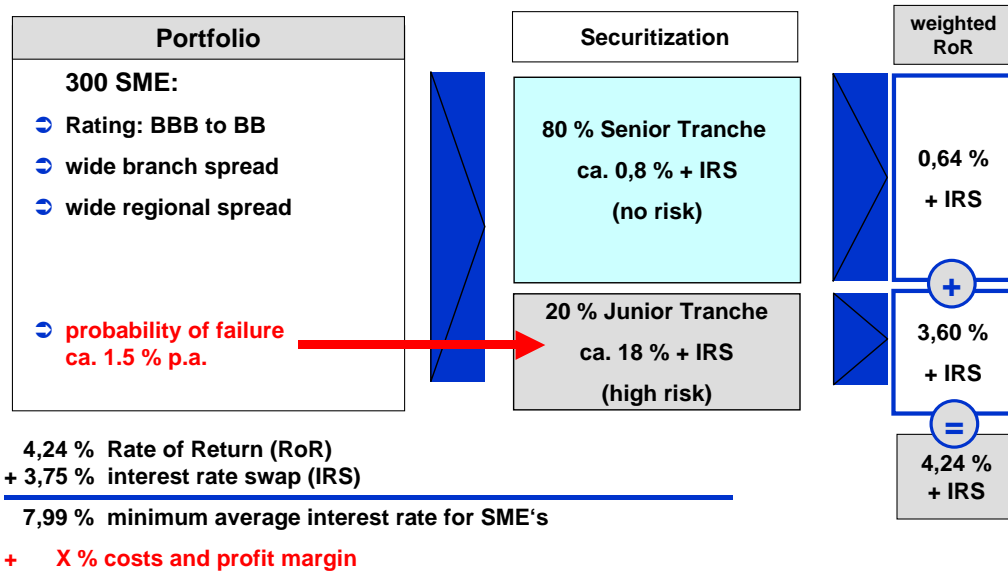 Portfolio
300 SME:
➲ Rating: BBB to BB
➲ wide branch spread
➲ wide regional spread
➲ probability of failure
ca. 1.5 % p.a.
Securitization
80 % Senior Tranche
ca. 0,8 % + IRS
(no risk)
20 % Junior Tranche
ca. 18 % + IRS
(high risk)
weighted
RoR
0,64 %
+ IRS
+
3,60 %
+ IRS
=
4,24 %
+ IRS
4,24 % Rate of Return (RoR)
+ 3,75 % interest rate swap (IRS)
7,99 % minimum average interest rate for SME‘s
+ X % costs and profit margin